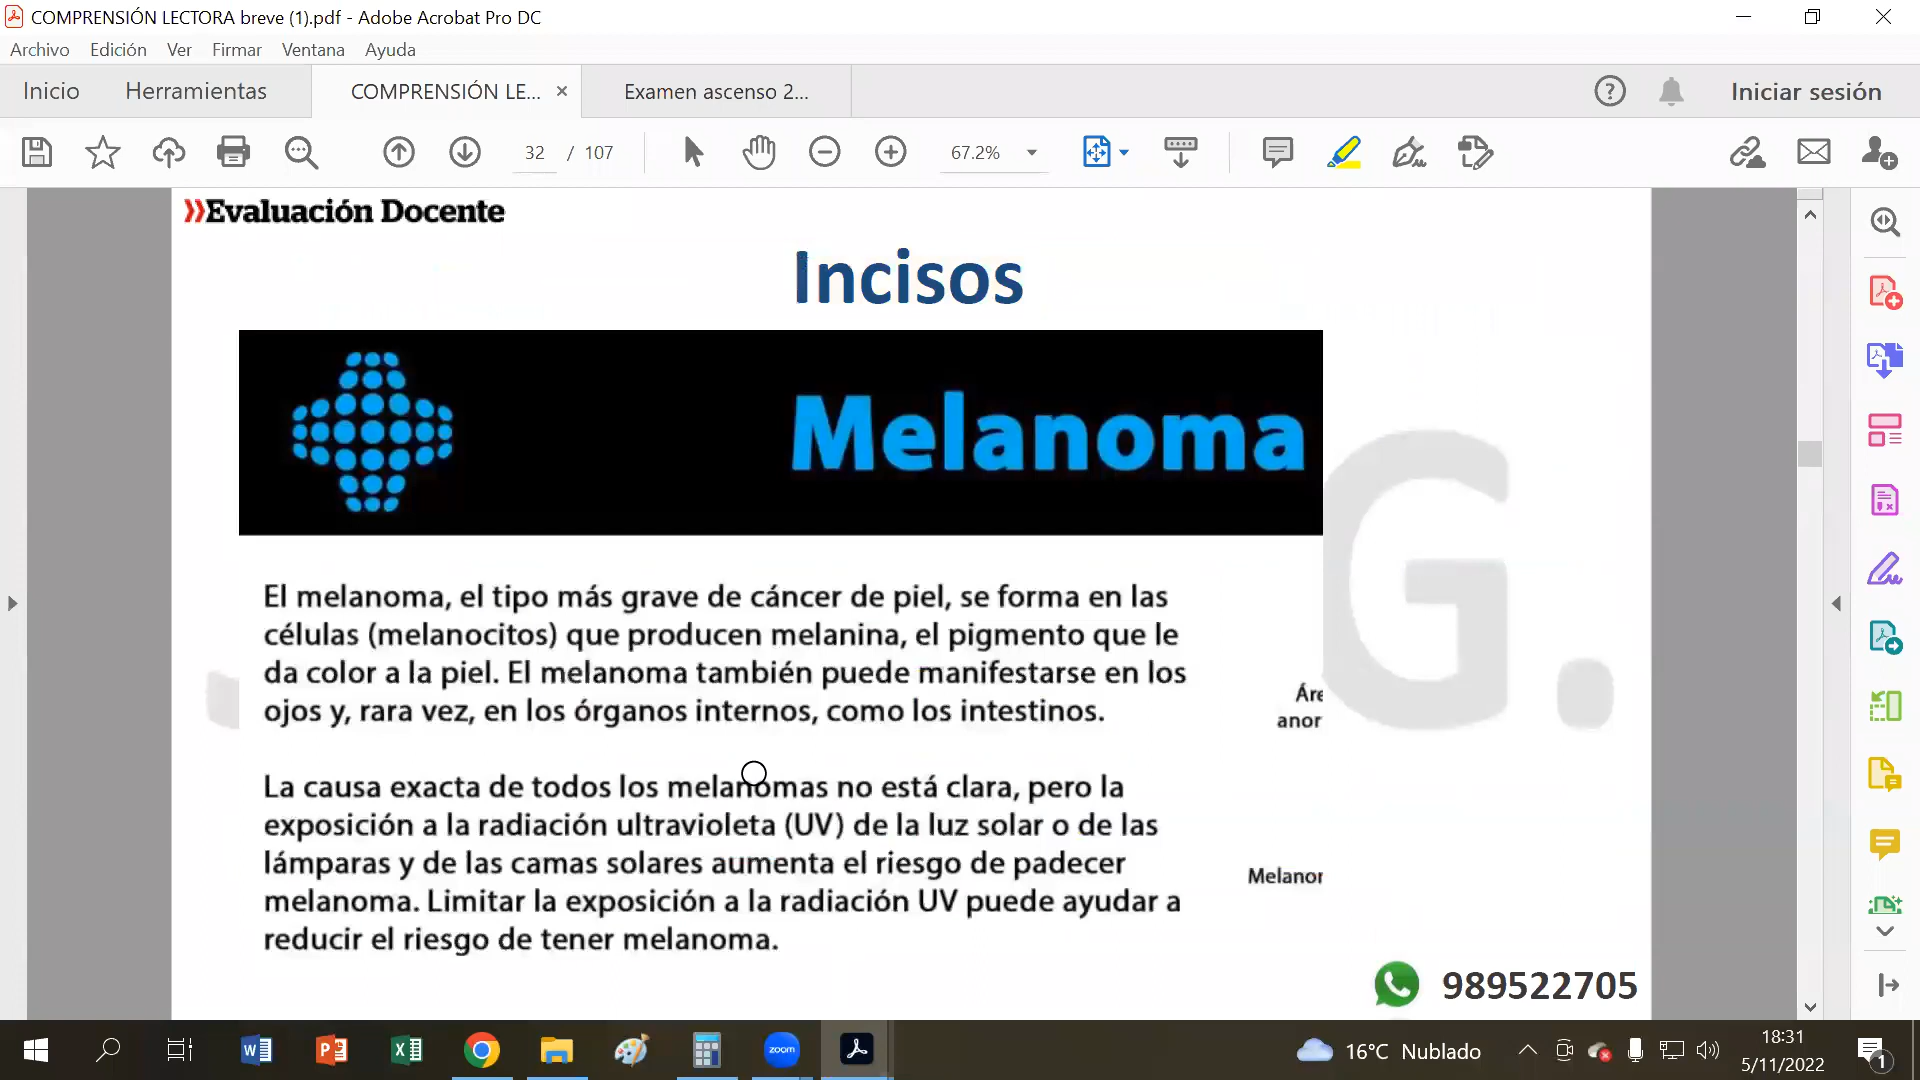 COMPRENSIÓN LECTORA breve (1).pdf - Adobe Acrobat Pro DC
Archivo Edición Ver Firmar Ventana Ayuda
Inicio Herramientas COMPRENSIÓN LE... × Examen ascenso 2... Iniciar sesión
32 / 107 67.2%
Evaluación Docente
Incisos
Melanoma
G.
El melanoma, el tipo más grave de cáncer de piel, se forma en las
células (melanocitos) que producen melanina, el pigmento que le
da color a la piel. El melanoma también puede manifestarse en los
ojos y, rara vez, en los órganos internos, como los intestinos.
Áre
anor
La causa exacta de todos los melanomas no está clara, pero la
exposición a la radiación ultravioleta (UV) de la luz solar o de las
lámparas y de las camas solares aumenta el riesgo de padecer
melanoma. Limitar la exposición a la radiación UV puede ayudar a
reducir el riesgo de tener melanoma.
Melanor
989522705
zoom
16°C Nublado
18:31
5/11/2022
1